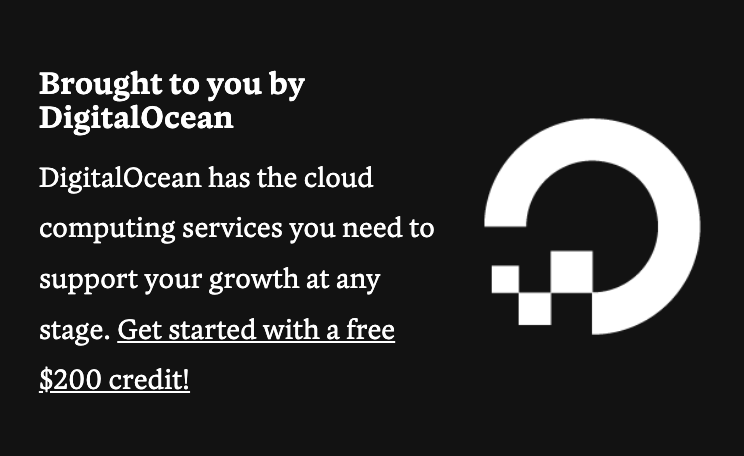 Brought to you by
DigitalOcean
DigitalOcean has the cloud
computing services you need to
support your growth at any
stage. Get started with a free
$200 credit!